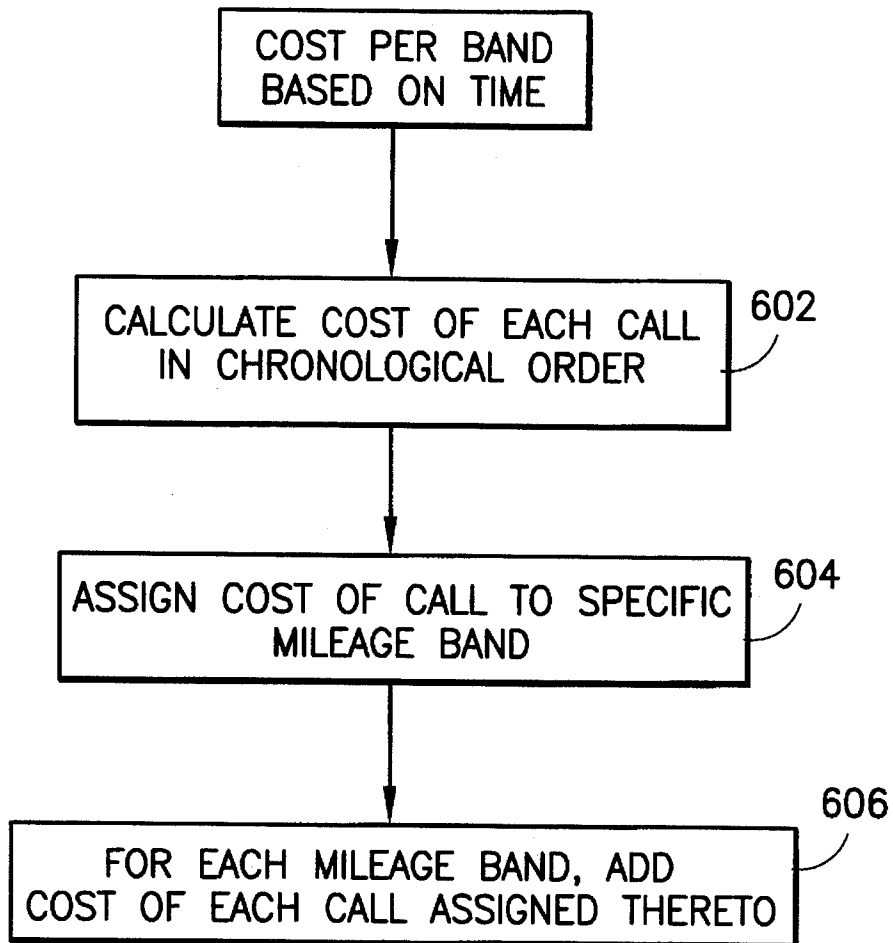 COST PER BAND
BASED ON TIME
CALCULATE COST OF EACH CALL
IN CHRONOLOGICAL ORDER
602
ASSIGN COST OF CALL TO SPECIFIC
MILEAGE BAND
604
FOR EACH MILEAGE BAND, ADD
COST OF EACH CALL ASSIGNED THERETO
606